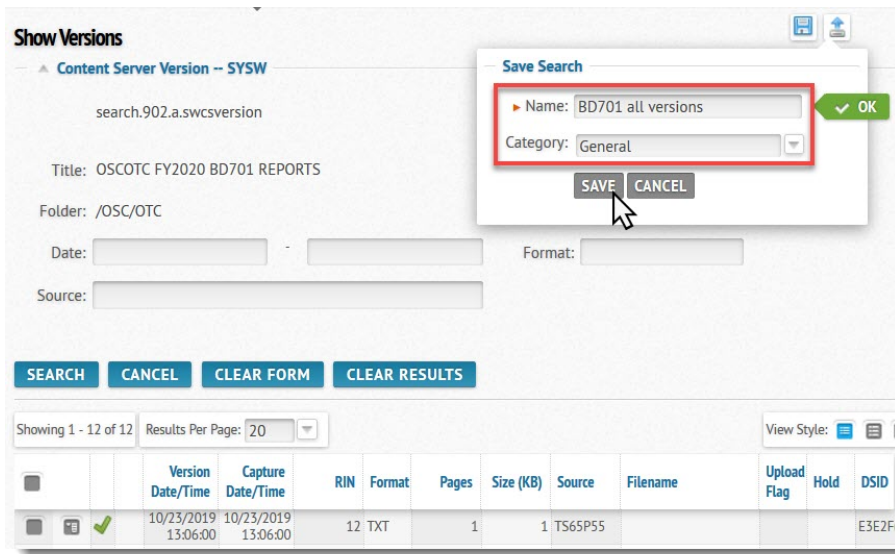 Show Versions
Content Server Version -- SYSW
search.902.a.swcsversion
Title: OSCOTC FY2020 BD701 REPORTS
Folder: /OSC/OTC
Date: - Format:
Source:
Save Search
Name: BD701 all versions
OK
Category: General
SAVE CANCEL
SEARCH CANCEL CLEAR FORM CLEAR RESULTS
Showing 1 - 12 of 12 Results Per Page: 20 View Style:
Version Date/Time Capture Date/Time RIN Format Pages Size (KB) Source Filename Upload Flag Hold DSID
10/23/2019 10/23/2019
13:06:00 13:06:00 12 TXT 1 1 TS65P55